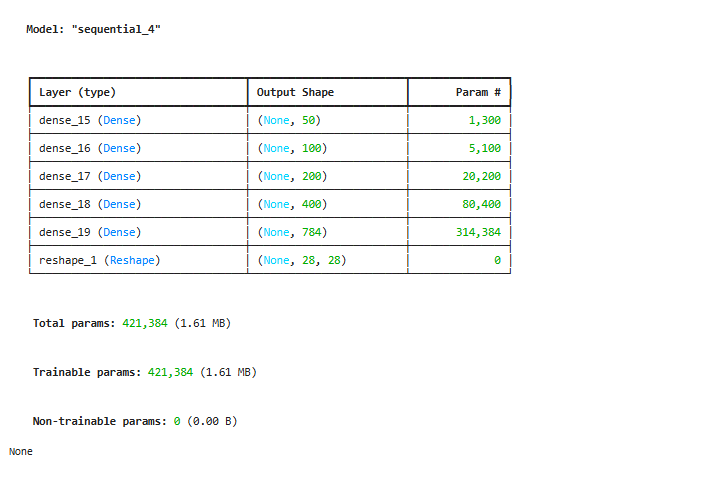 Model: "sequential_4"
Layer (type) Output Shape Param #
dense_15 (Dense) (None, 50) 1,300
dense_16 (Dense) (None, 100) 5,100
dense_17 (Dense) (None, 200) 20,200
dense_18 (Dense) (None, 400) 80,400
dense_19 (Dense) (None, 784) 314,384
reshape_1 (Reshape) (None, 28, 28) 0
Total params: 421,384 (1.61 MB)
Trainable params: 421,384 (1.61 MB)
Non-trainable params: 0 (0.00 B)
None